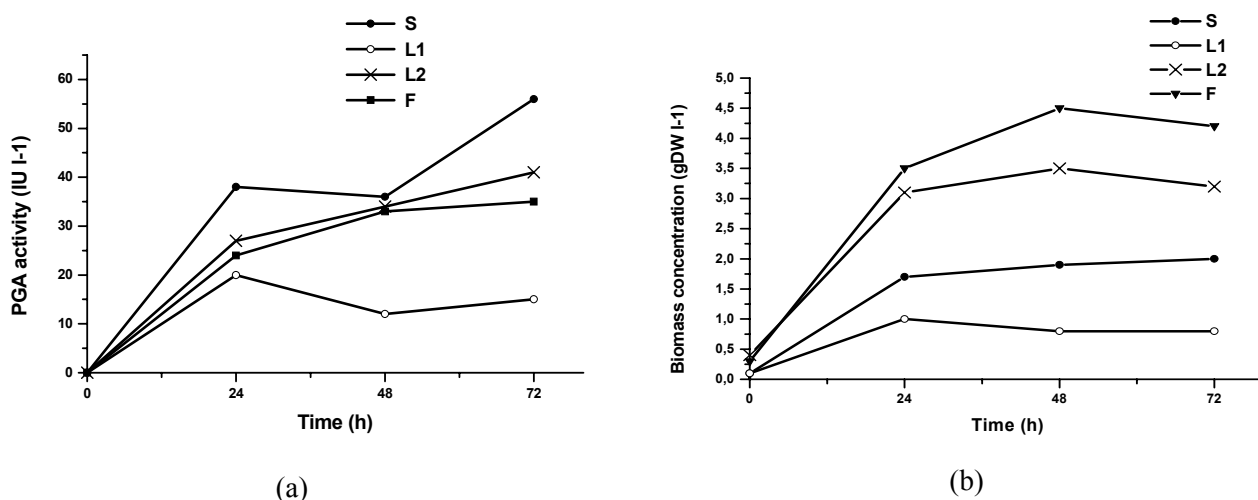 S
L1
L2
F
PGA activity (IU l-1)
60
50
40
30
20
10
0
0 24 48 72
Time (h)
(a)
S
L1
L2
F
Biomass concentration (gDW l-1)
5,0
4,5
4,0
3,5
3,0
2,5
2,0
1,5
1,0
0,5
0,0
0 24 48 72
Time (h)
(b)